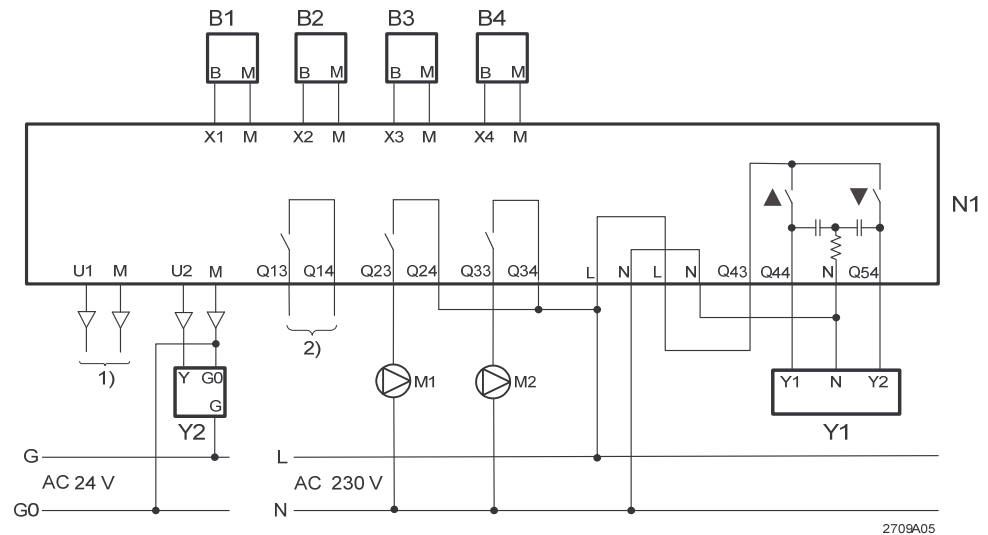 B1 B2 B3 B4
B M B M B M B M
X1 M X2 M X3 M X4 M
N1
U1 M U2 M Q13 Q14 Q23 Q24 Q33 Q34 L N L N Q43 Q44 N Q54
1) 2)
Y G0
G
M1 M2
Y1 N Y2
Y2 Y1
G L
AC 24 V AC 230 V
G0 N
2709A05